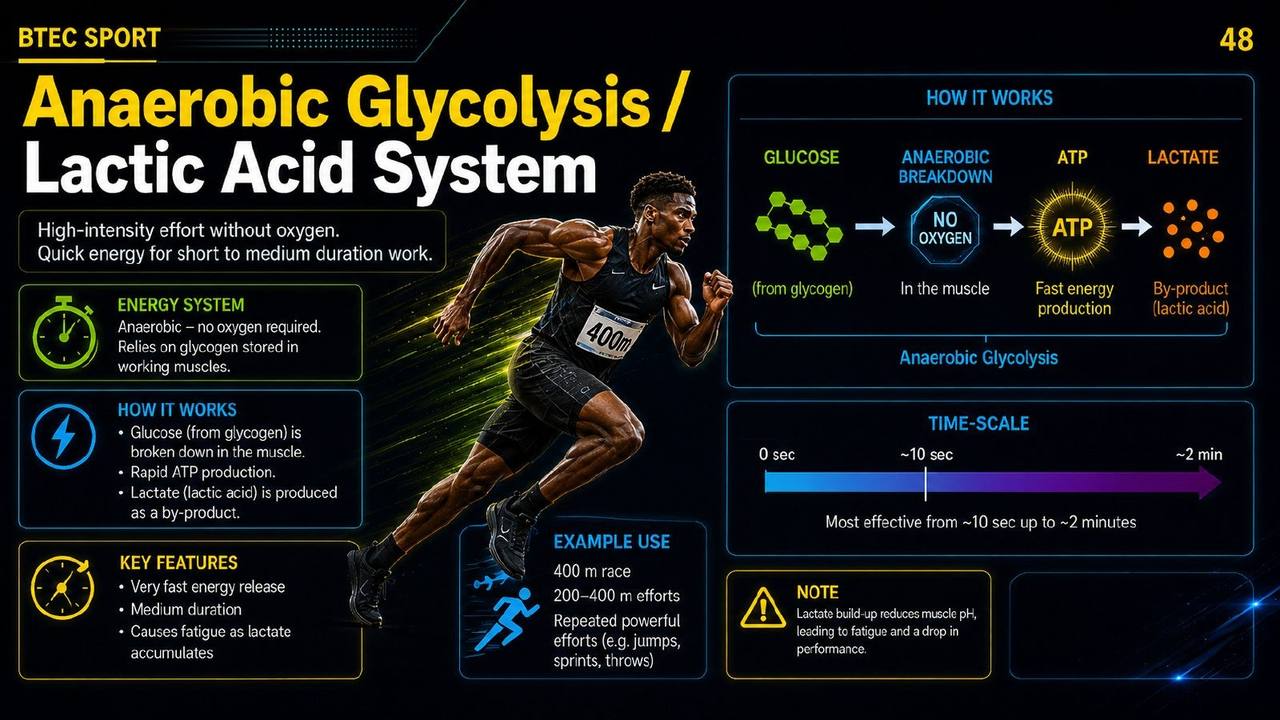 BTEC SPORT
48
Anaerobic Glycolysis /
Lactic Acid System
High-intensity effort without oxygen.
Quick energy for short to medium duration work.
ENERGY SYSTEM
Anaerobic – no oxygen required.
Relies on glycogen stored in
working muscles.
HOW IT WORKS
• Glucose (from glycogen) is
broken down in the muscle.
• Rapid ATP production.
• Lactate (lactic acid) is produced
as a by-product.
KEY FEATURES
• Very fast energy release
• Medium duration
• Causes fatigue as lactate
accumulates
400m
EXAMPLE USE
400 m race
200–400 m efforts
Repeated powerful
efforts (e.g. jumps,
sprints, throws)
HOW IT WORKS
GLUCOSE
(from glycogen)
ANAEROBIC
BREAKDOWN
NO
OXYGEN
In the muscle
ATP
ATP
Fast energy
production
LACTATE
By-product
(lactic acid)
Anaerobic Glycolysis
TIME-SCALE
0 sec ~10 sec ~2 min
Most effective from ~10 sec up to ~2 minutes
NOTE
Lactate build-up reduces muscle pH,
leading to fatigue and a drop in
performance.